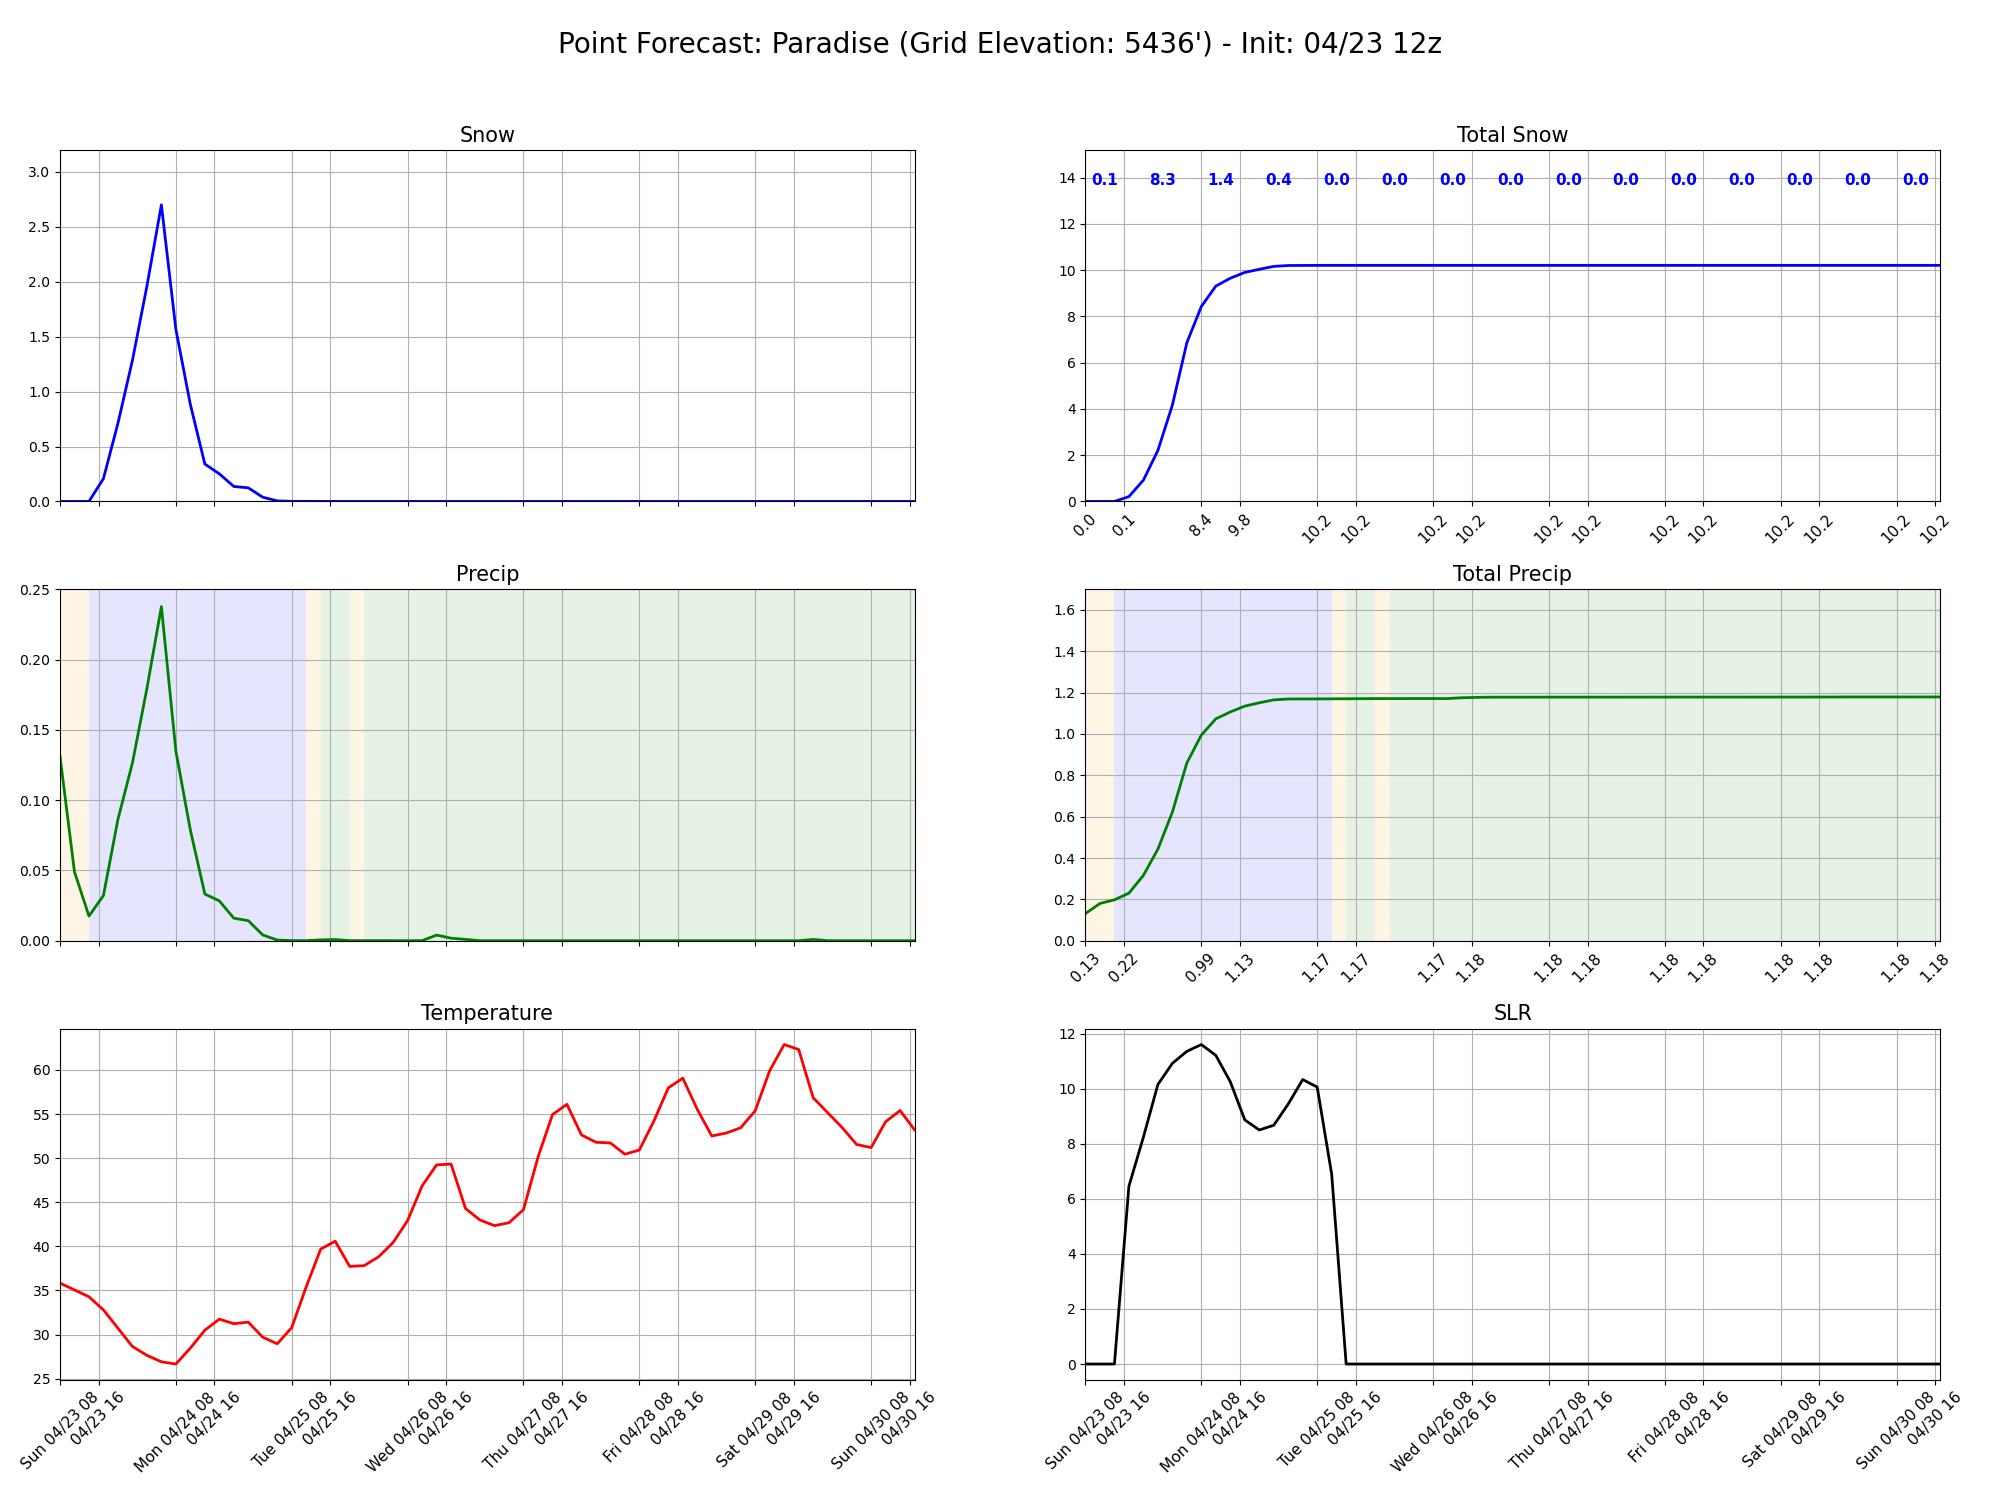 Point Forecast: Paradise (Grid Elevation: 5436') - Init: 04/23 12z
Snow
3.0
2.5
2.0
1.5
1.0
0.5
0.0
Total Snow
14
12
10
8
6
4
2
0
0.1 8.3 1.4 0.4 0.0 0.0 0.0 0.0 0.0 0.0 0.0 0.0 0.0 0.0 0.0
0.0 0.1 8.4 9.8 10.2 10.2 10.2 10.2 10.2 10.2 10.2 10.2 10.2 10.2 10.2 10.2
Precip
0.25
0.20
0.15
0.10
0.05
0.00
Total Precip
1.6
1.4
1.2
1.0
0.8
0.6
0.4
0.2
0.0
0.13 0.22 0.99 1.13 1.17 1.17 1.17 1.18 1.18 1.18 1.18 1.18 1.18 1.18 1.18 1.18
Temperature
60
55
50
45
40
35
30
25
Sun 04/23 08
04/23 16
Mon 04/24 08
04/24 16
Tue 04/25 08
04/25 16
Wed 04/26 08
04/26 16
Thu 04/27 08
04/27 16
Fri 04/28 08
04/28 16
Sat 04/29 08
04/29 16
Sun 04/30 08
04/30 16
SLR
12
10
8
6
4
2
0
Sun 04/23 08
04/23 16
Mon 04/24 08
04/24 16
Tue 04/25 08
04/25 16
Wed 04/26 08
04/26 16
Thu 04/27 08
04/27 16
Fri 04/28 08
04/28 16
Sat 04/29 08
04/29 16
Sun 04/30 08
04/30 16